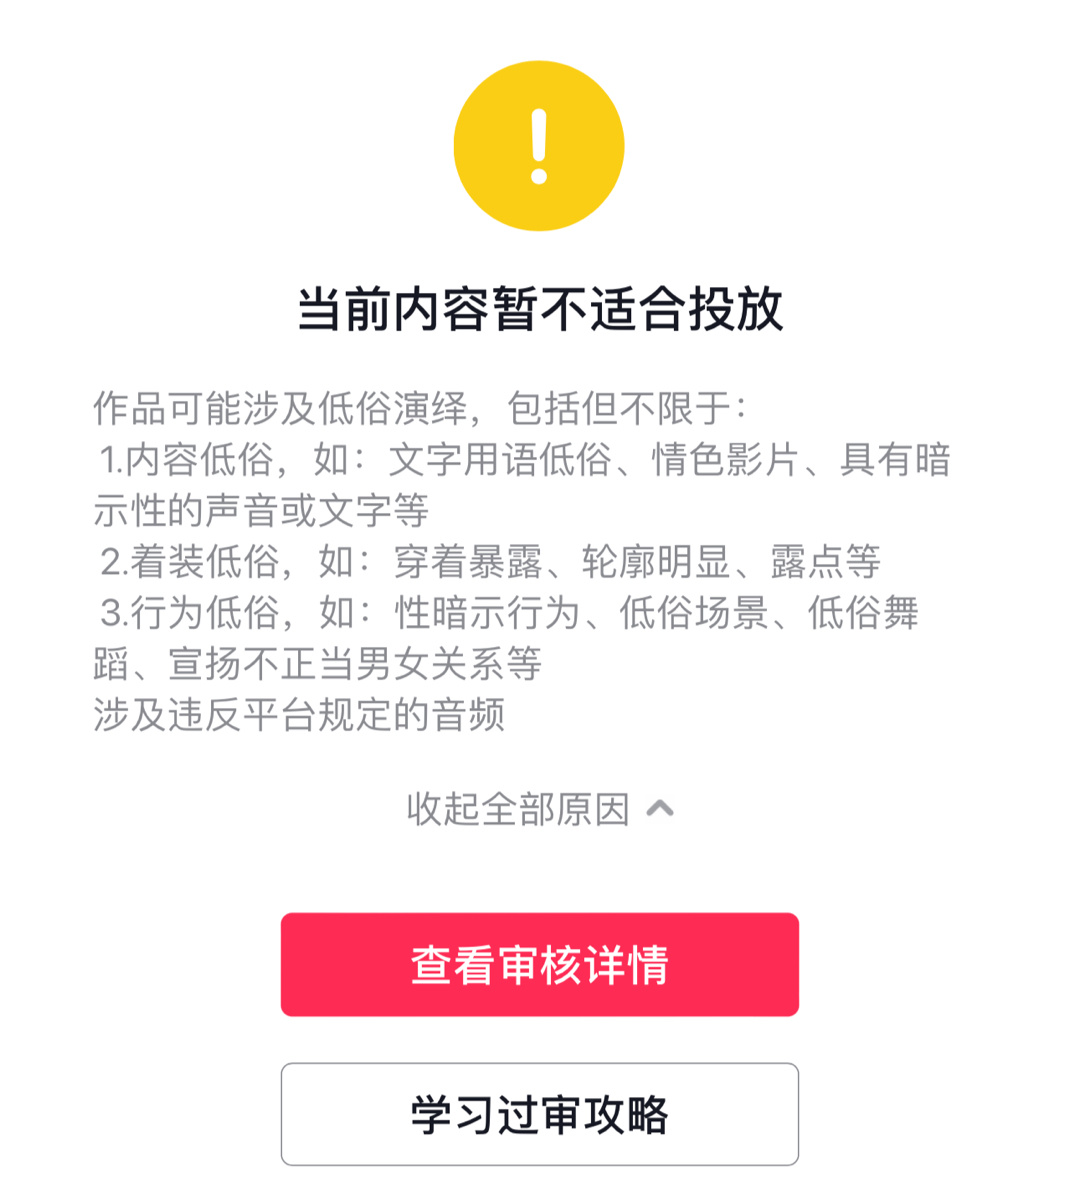 当前内容暂不适合投放
作品可能涉及低俗演绎，包括但不限于：
1.内容低俗，如：文字用语低俗、情色影片、具有暗
示性的声音或文字等
2.着装低俗，如：穿着暴露、轮廓明显、露点等
3.行为低俗，如：性暗示行为、低俗场景、低俗舞
蹈、宣扬不正当男女关系等
涉及违反平台规定的音频
收起全部原因
查看审核详情
学习过审攻略